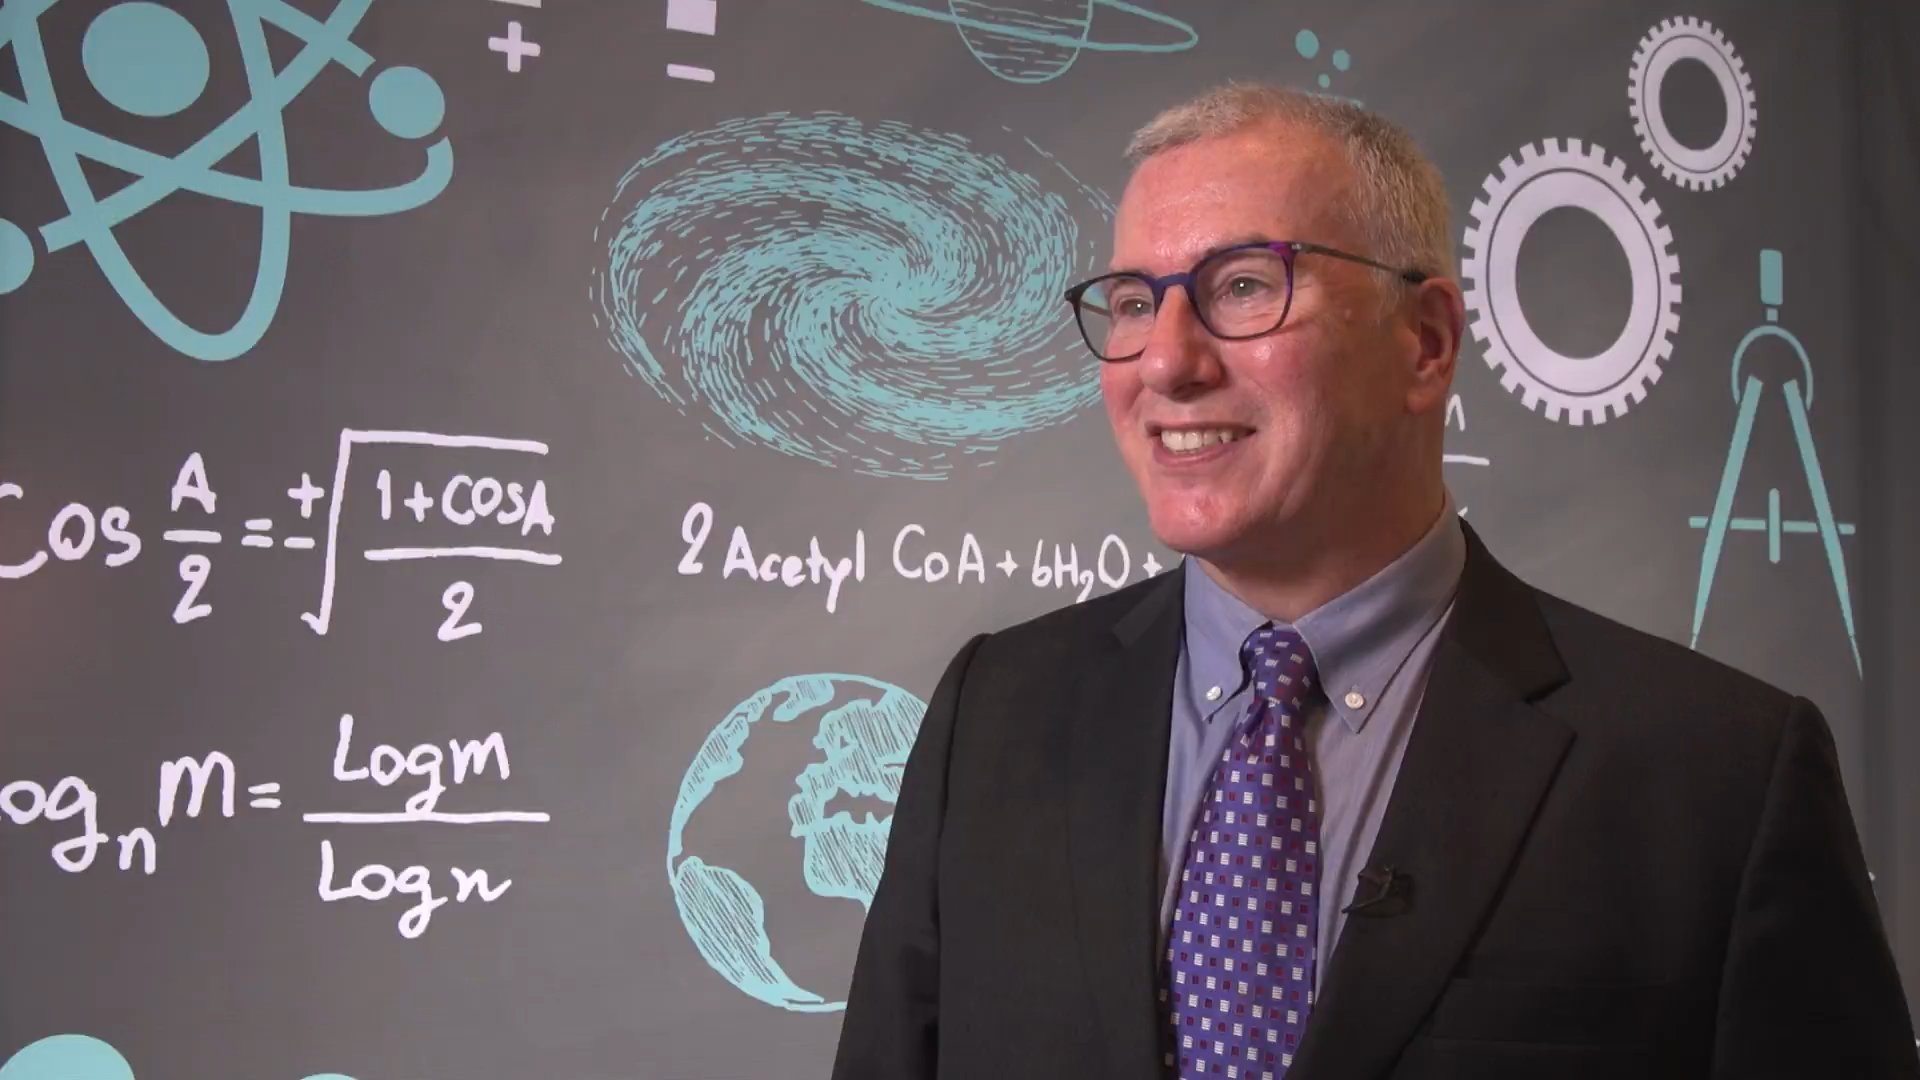 +
Cos A/2 = ± √(1+COSA)/2
2 Acetyl CoA + 6H₂O +
ogₙ m = Logm/Logn